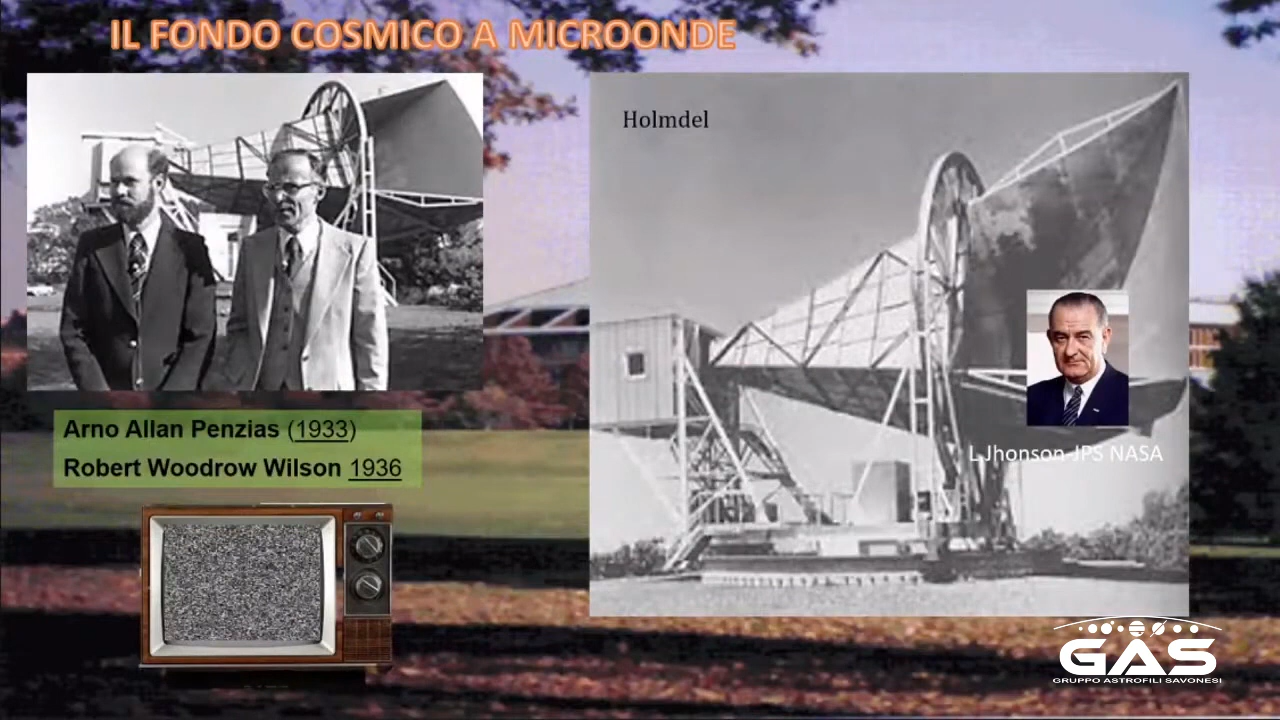 IL FONDO COSMICO A MICROONDE
Holmdel
Arno Allan Penzias (1933)
Robert Woodrow Wilson 1936
L Jhonson-JPS NASA
GAS
GRUPPO ASTROFILI SAVONESI